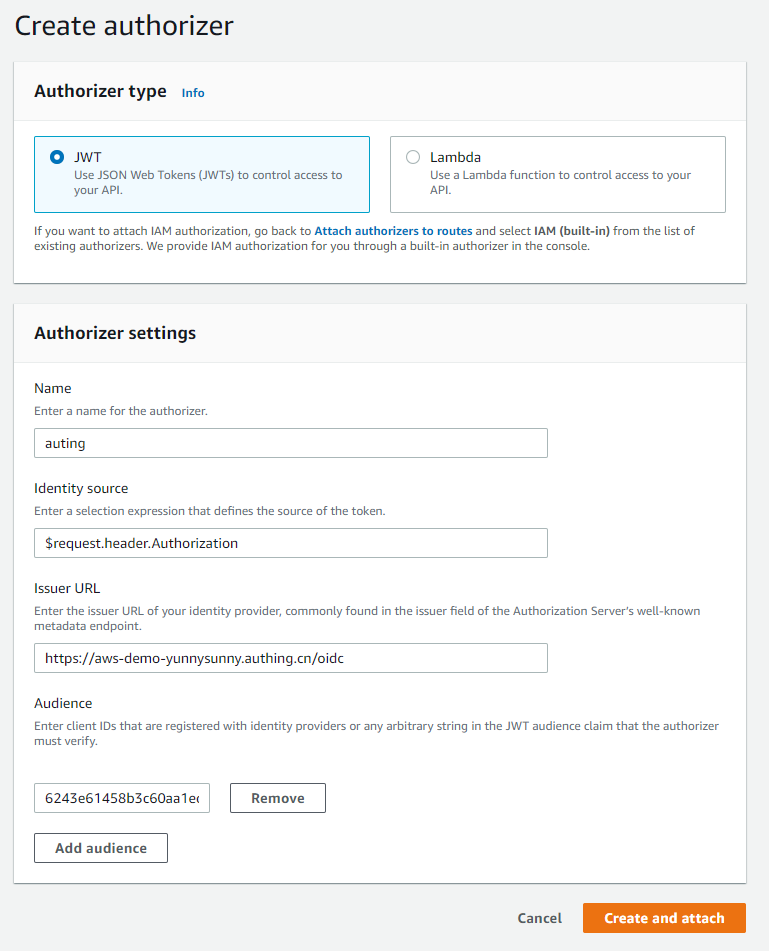 Create authorizer
Authorizer type Info
JWT
Use JSON Web Tokens (JWTs) to control access to
your API.
Lambda
Use a Lambda function to control access to your
API.
If you want to attach IAM authorization, go back to Attach authorizers to routes and select IAM (built-in) from the list of
existing authorizers. We provide IAM authorization for you through a built-in authorizer in the console.
Authorizer settings
Name
Enter a name for the authorizer.
auting
Identity source
Enter a selection expression that defines the source of the token.
$request.header.Authorization
Issuer URL
Enter the issuer URL of your identity provider, commonly found in the issuer field of the Authorization Server's well-known
metadata endpoint.
https://aws-demo-yunnysunny.authing.cn/oidc
Audience
Enter client IDs that are registered with identity providers or any arbitrary string in the JWT audience claim that the authorizer
must verify.
6243e61458b3c60aa1e
Remove
Add audience
Cancel
Create and attach